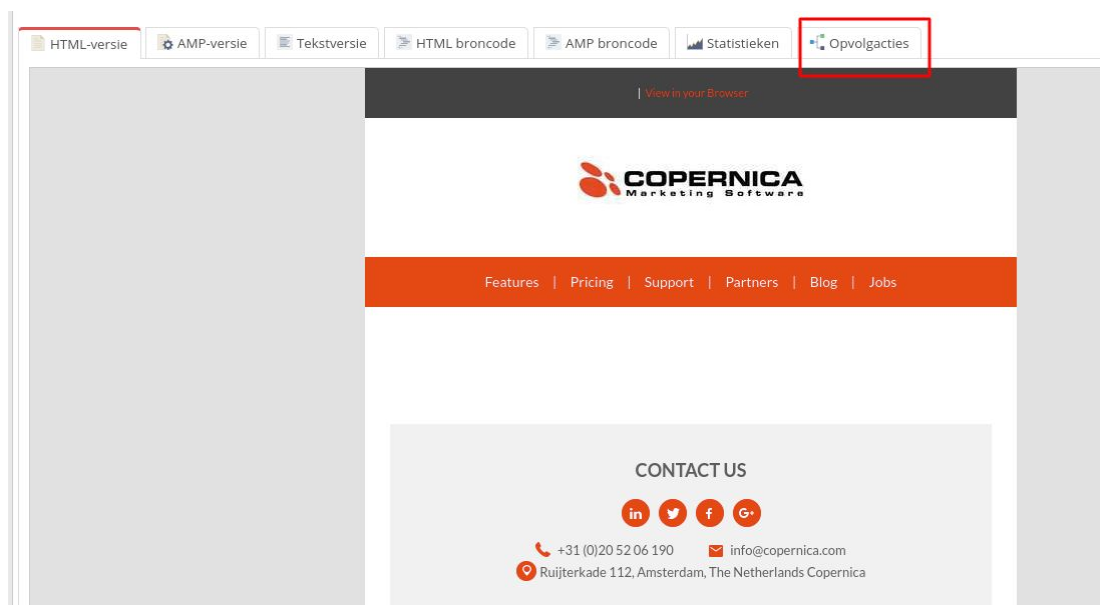 HTML-versie AMP-versie Tekstversie HTML broncode AMP broncode Statistieken Opvolgacties
| View in your Browser
COPERNICA
Marketing Software
Features | Pricing | Support | Partners | Blog | Jobs
CONTACT US
in f G+
+31 (0)20 52 06 190 info@copernica.com
Ruijterkade 112, Amsterdam, The Netherlands Copernica